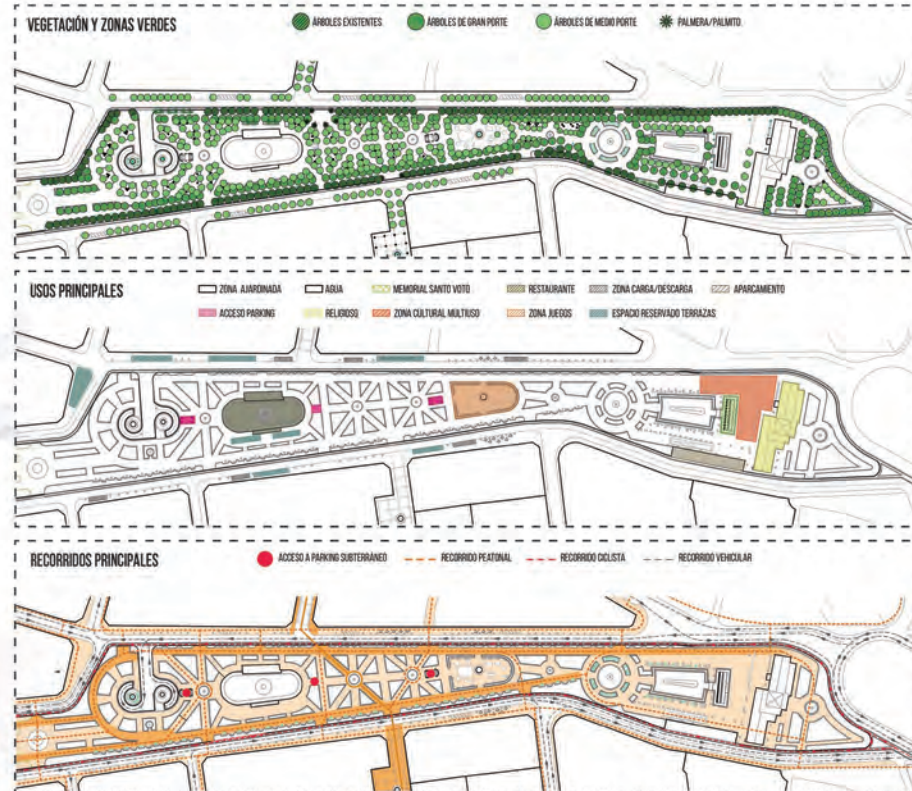 VEGETACIÓN Y ZONAS VERDES
ÁRBOLES EXISTENTES
ÁRBOLES DE GRAN PORTE
ÁRBOLES DE MEDIO PORTE
PALMERA/PALMITO
USOS PRINCIPALES
ZONA AJARDINADA
AGUA
MEMORIAL SANTO VOTO
RESTAURANTE
ZONA CARGA/DESCARGA
APARCAMIENTO
ACCESO PARKING
RELIGIOSO
ZONA CULTURAL MULTIUSO
ZONA JUEGOS
ESPACIO RESERVADO TERRAZAS
RECORRIDOS PRINCIPALES
ACCESO A PARKING SUBTERRÁNEO
RECORRIDO PEATONAL
RECORRIDO CICLISTA
RECORRIDO VEHICULAR